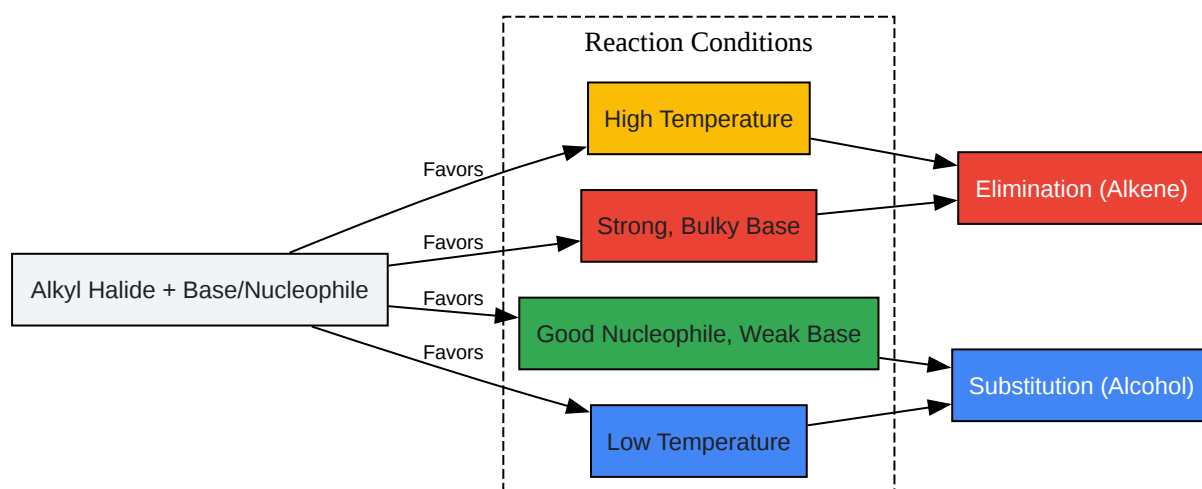 Reaction Conditions
High Temperature
Favors
Elimination (Alkene)
Strong, Bulky Base
Favors
Alkyl Halide + Base/Nucleophile
Favors
Good Nucleophile, Weak Base
Favors
Substitution (Alcohol)
Low Temperature